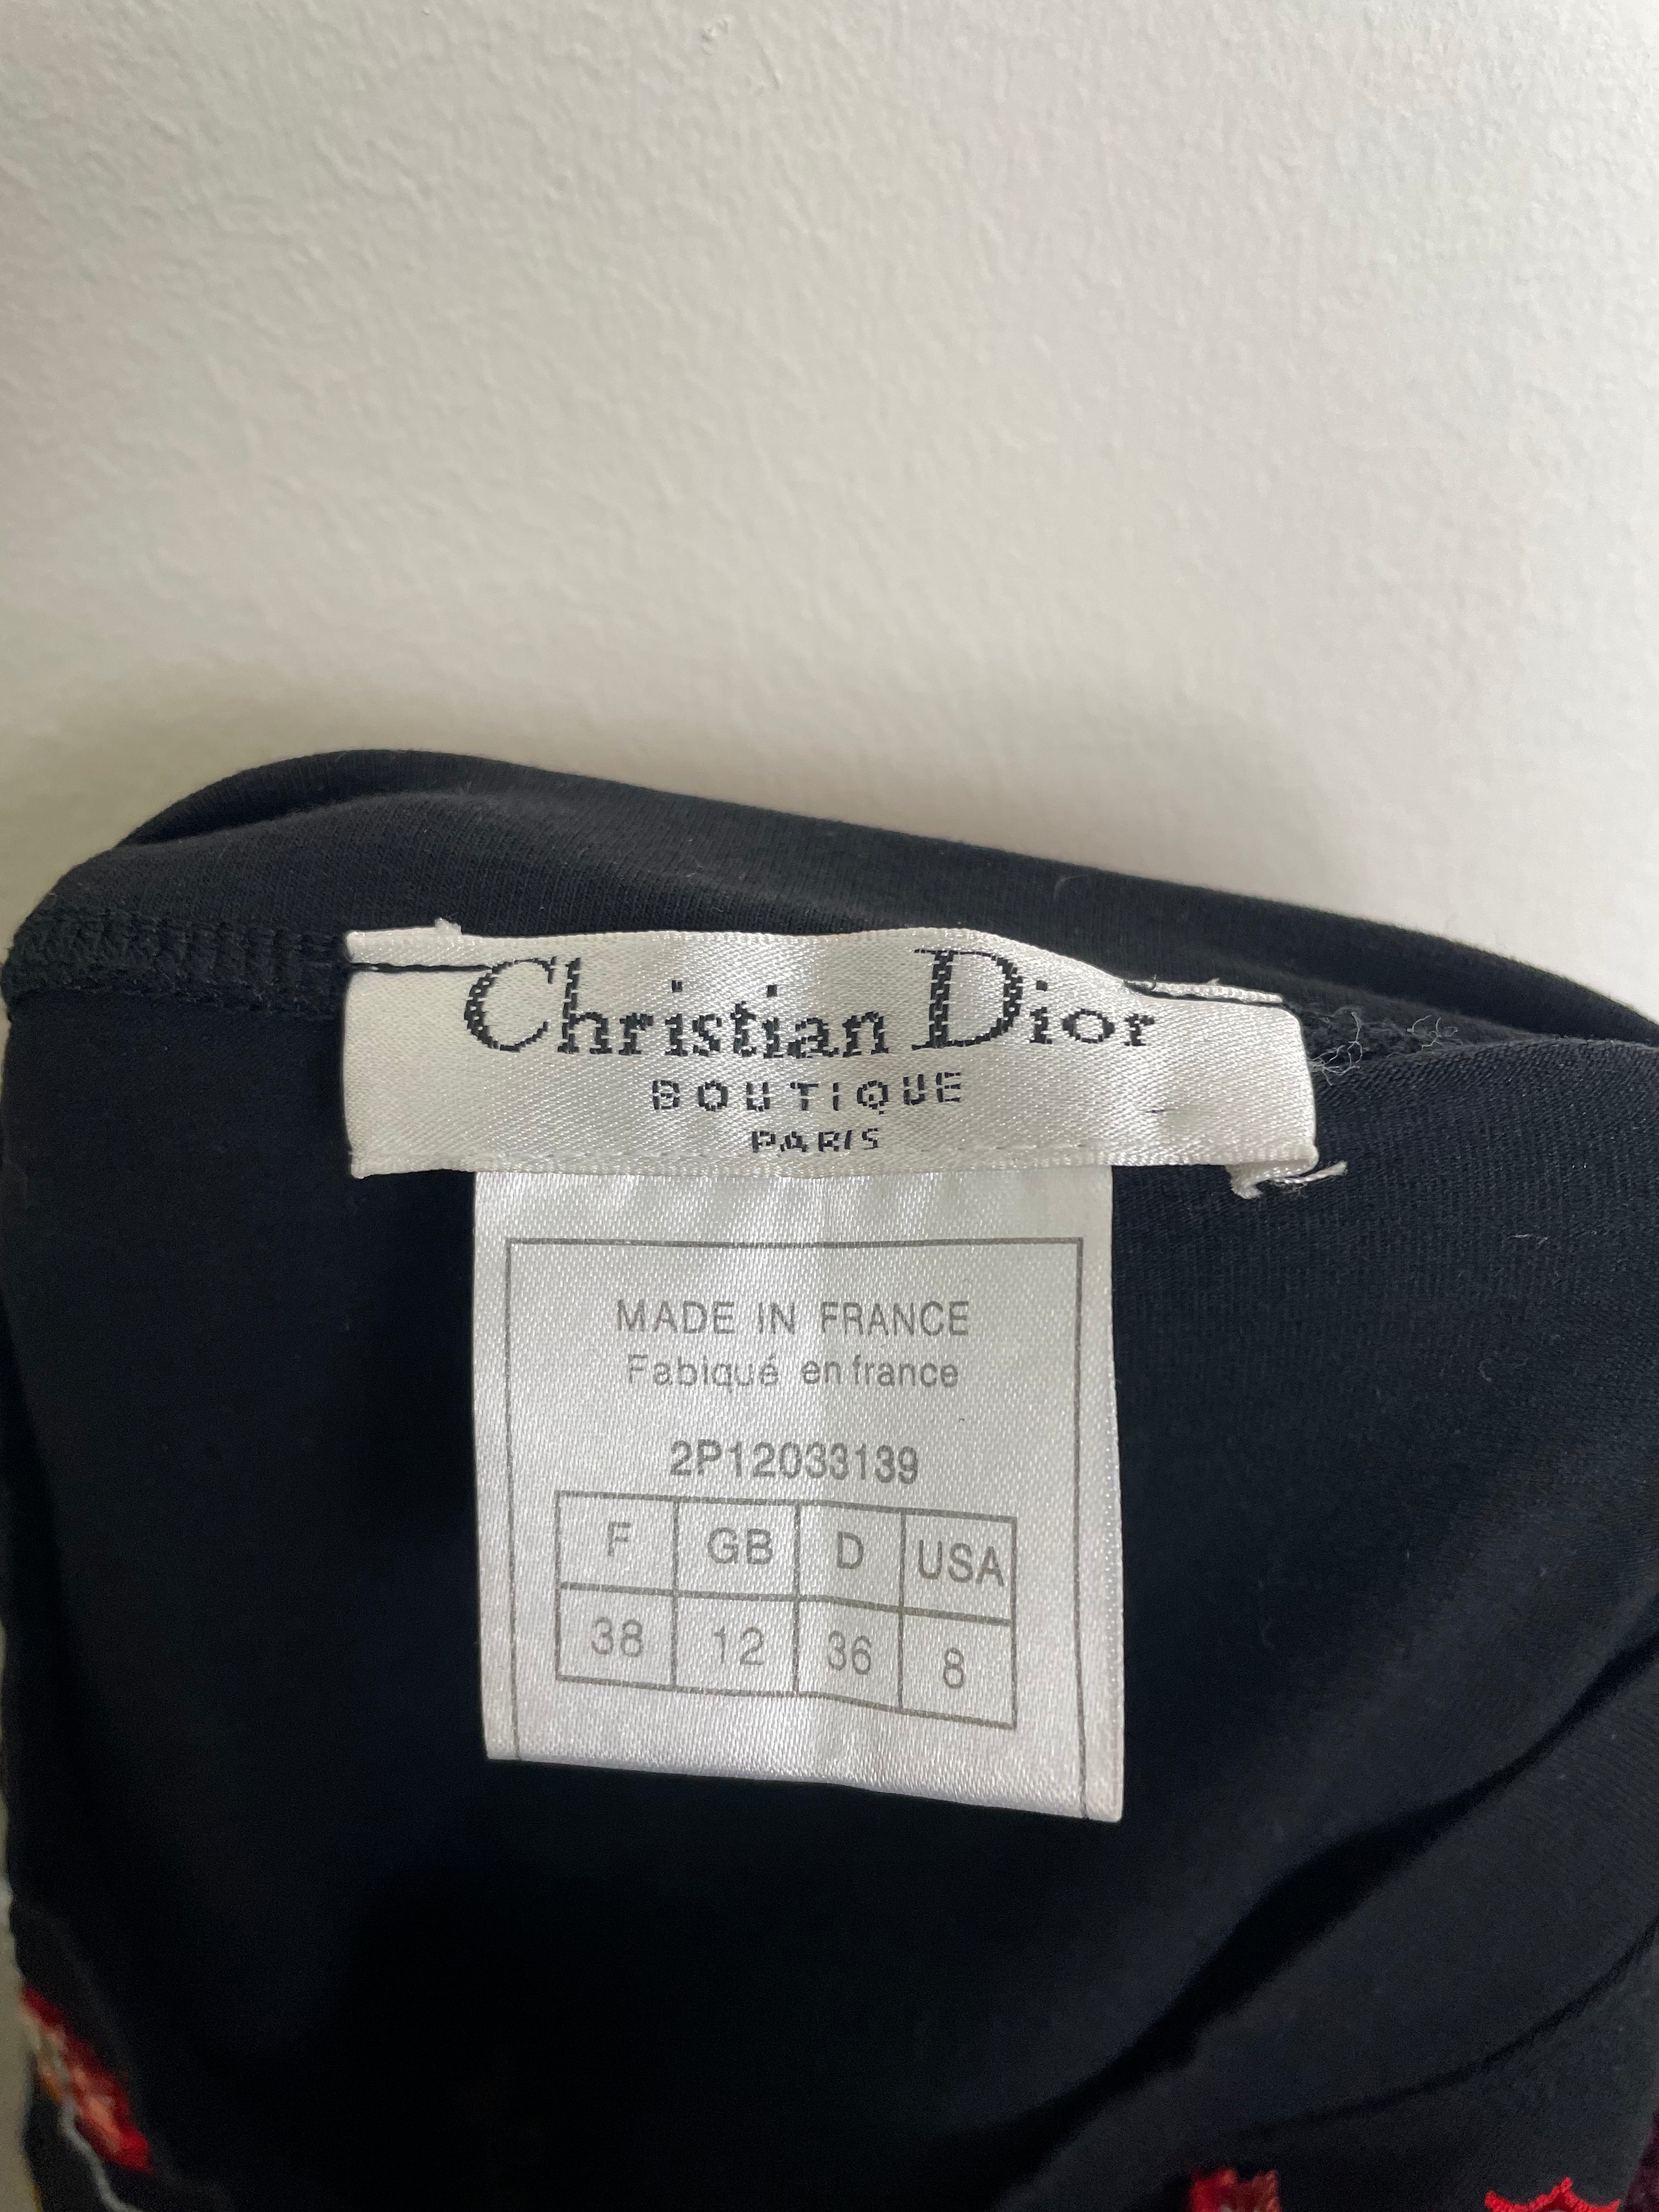 Christian Dior
BOUTIQUE
PARIS
MADE IN FRANCE
Fabiqué en france
2P12033139
F GB D USA
38 12 36 8